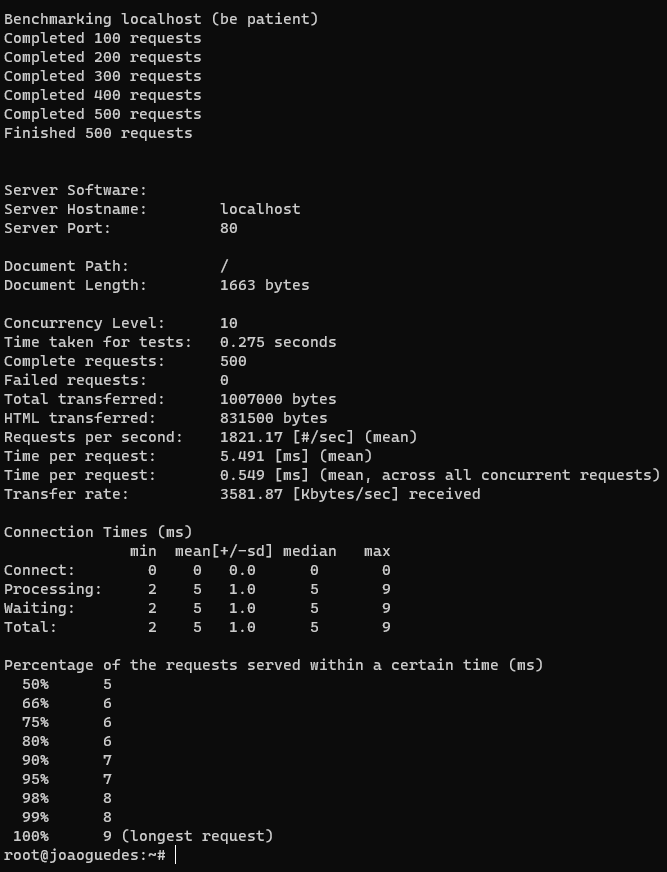 Benchmarking localhost (be patient)
Completed 100 requests
Completed 200 requests
Completed 300 requests
Completed 400 requests
Completed 500 requests
Finished 500 requests
Server Software:
Server Hostname:        localhost
Server Port:            80
Document Path:          /
Document Length:        1663 bytes
Concurrency Level:      10
Time taken for tests:   0.275 seconds
Complete requests:      500
Failed requests:        0
Total transferred:      1007000 bytes
HTML transferred:       831500 bytes
Requests per second:    1821.17 [#/sec] (mean)
Time per request:       5.491 [ms] (mean)
Time per request:       0.549 [ms] (mean, across all concurrent requests)
Transfer rate:          3581.87 [Kbytes/sec] received
Connection Times (ms)
              min  mean[+/-sd] median   max
Connect:        0    0   0.0      0       0
Processing:     2    5   1.0      5       9
Waiting:        2    5   1.0      5       9
Total:          2    5   1.0      5       9
Percentage of the requests served within a certain time (ms)
  50%      5
  66%      6
  75%      6
  80%      6
  90%      7
  95%      7
  98%      8
  99%      8
 100%      9 (longest request)
root@joaoguedes:~#